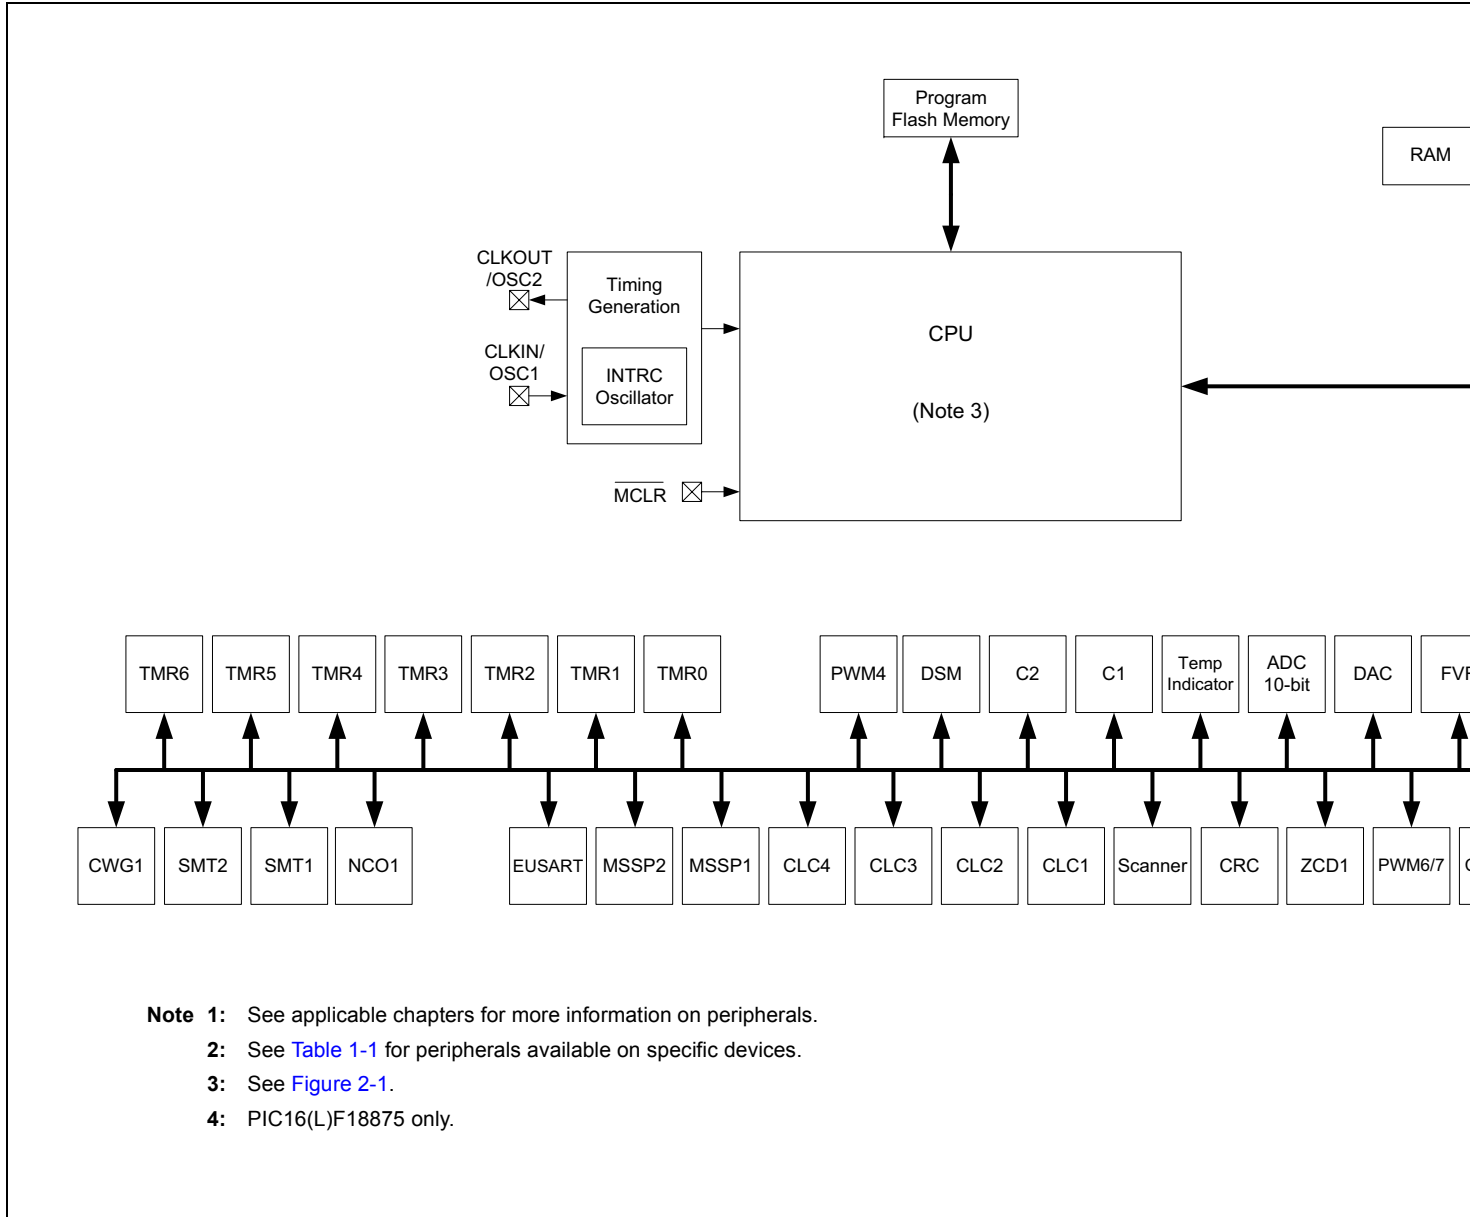 Program
Flash Memory
RAM
CLKOUT
/OSC2
Timing
Generation
CPU
CLKIN/
OSC1
INTRC
Oscillator
(Note 3)
MCLR
TMR6
TMR5
TMR4
TMR3
TMR2
TMR1
TMR0
PWM4
DSM
C2
C1
Temp
Indicator
ADC
10-bit
DAC
CWG1
SMT2
SMT1
NCO1
EUSART
MSSP2
MSSP1
CLC4
CLC3
CLC2
CLC1
Scanner
CRC
ZCD1
PWM6/7
Note 1: See applicable chapters for more information on peripherals.
2: See Table 1-1 for peripherals available on specific devices.
3: See Figure 2-1.
4: PIC16(L)F18875 only.